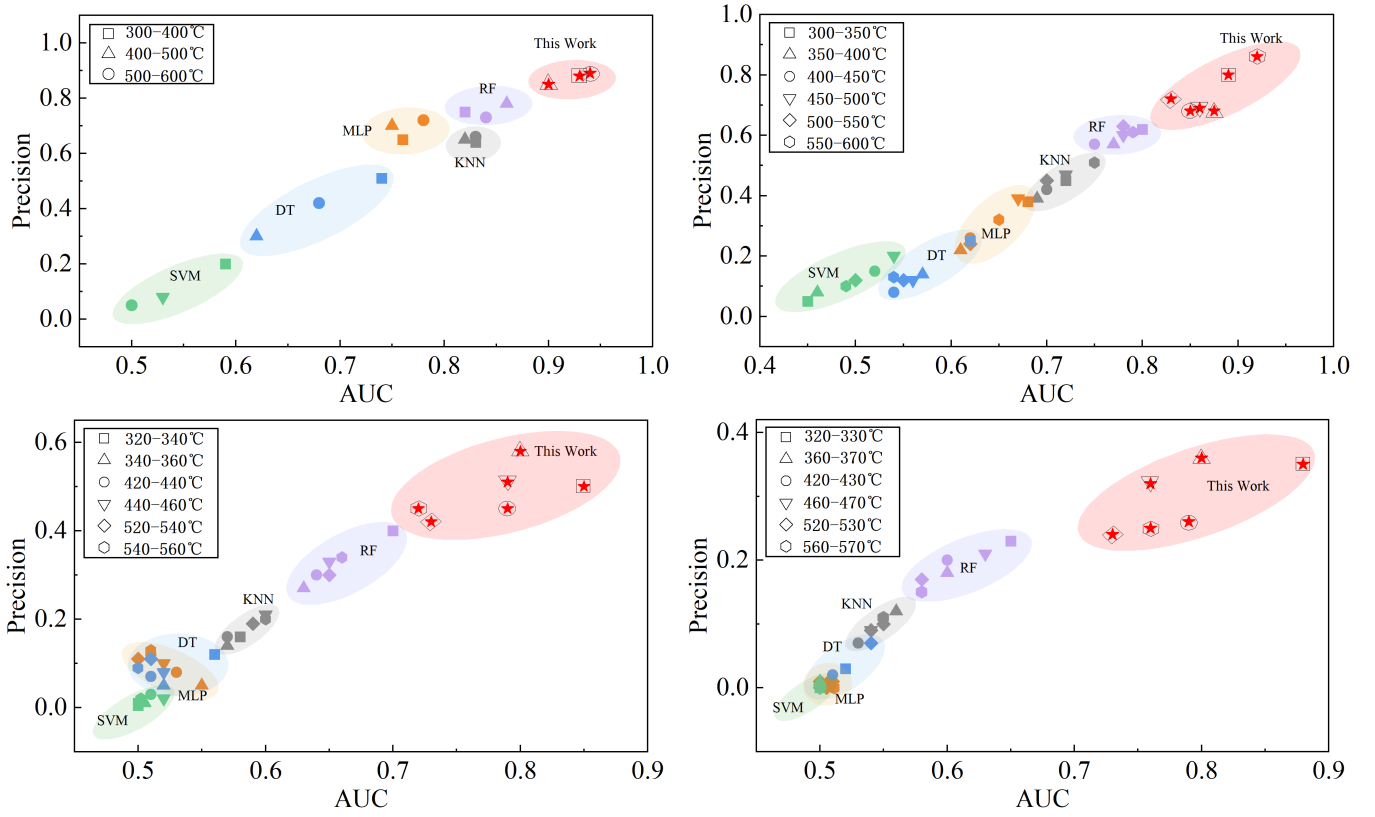 300-400℃
400-500℃
500-600℃
This Work
RF
MLP
KNN
DT
SVM
Precision
1.0
0.8
0.6
0.4
0.2
0.0
0.5 0.6 0.7 0.8 0.9 1.0
AUC
300-350℃
350-400℃
400-450℃
450-500℃
500-550℃
550-600℃
This Work
RF
KNN
MLP
DT
SVM
Precision
1.0
0.8
0.6
0.4
0.2
0.0
0.4 0.5 0.6 0.7 0.8 0.9 1.0
AUC
320-340℃
340-360℃
420-440℃
440-460℃
520-540℃
540-560℃
This Work
RF
KNN
DT
MLP
SVM
Precision
0.6
0.4
0.2
0.0
0.5 0.6 0.7 0.8 0.9
AUC
320-330℃
360-370℃
420-430℃
460-470℃
520-530℃
560-570℃
This Work
RF
KNN
DT
MLP
SVM
Precision
0.4
0.2
0.0
0.5 0.6 0.7 0.8 0.9
AUC